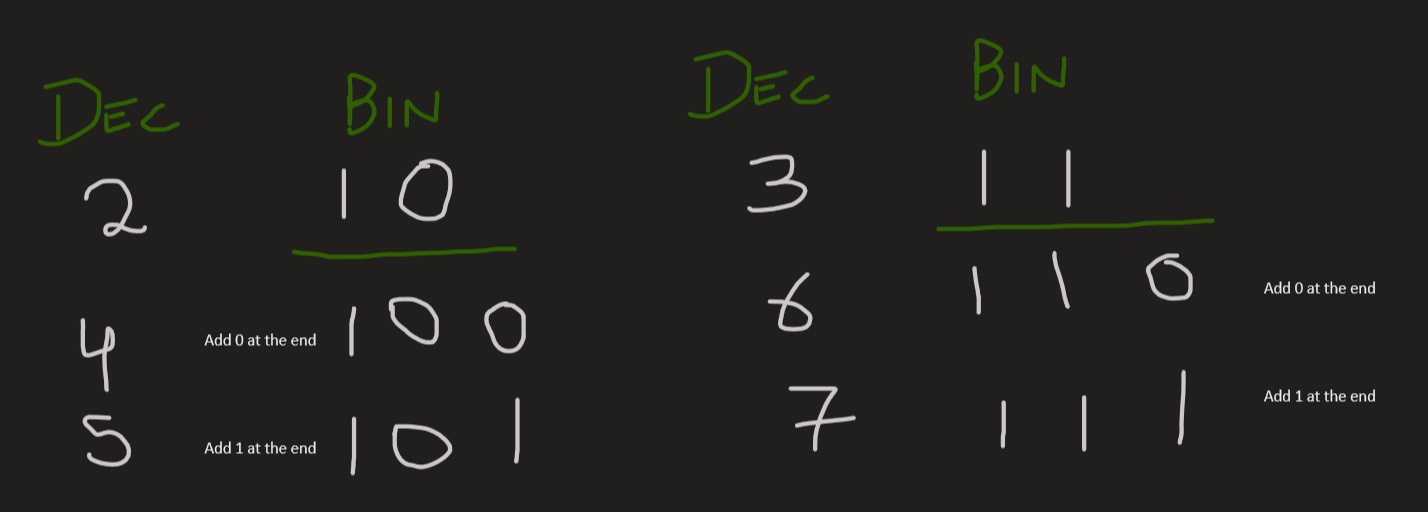 DEC BIN
2 10
4 Add 0 at the end 100
5 Add 1 at the end 101
DEC BIN
3 11
6 110 Add 0 at the end
7 111 Add 1 at the end